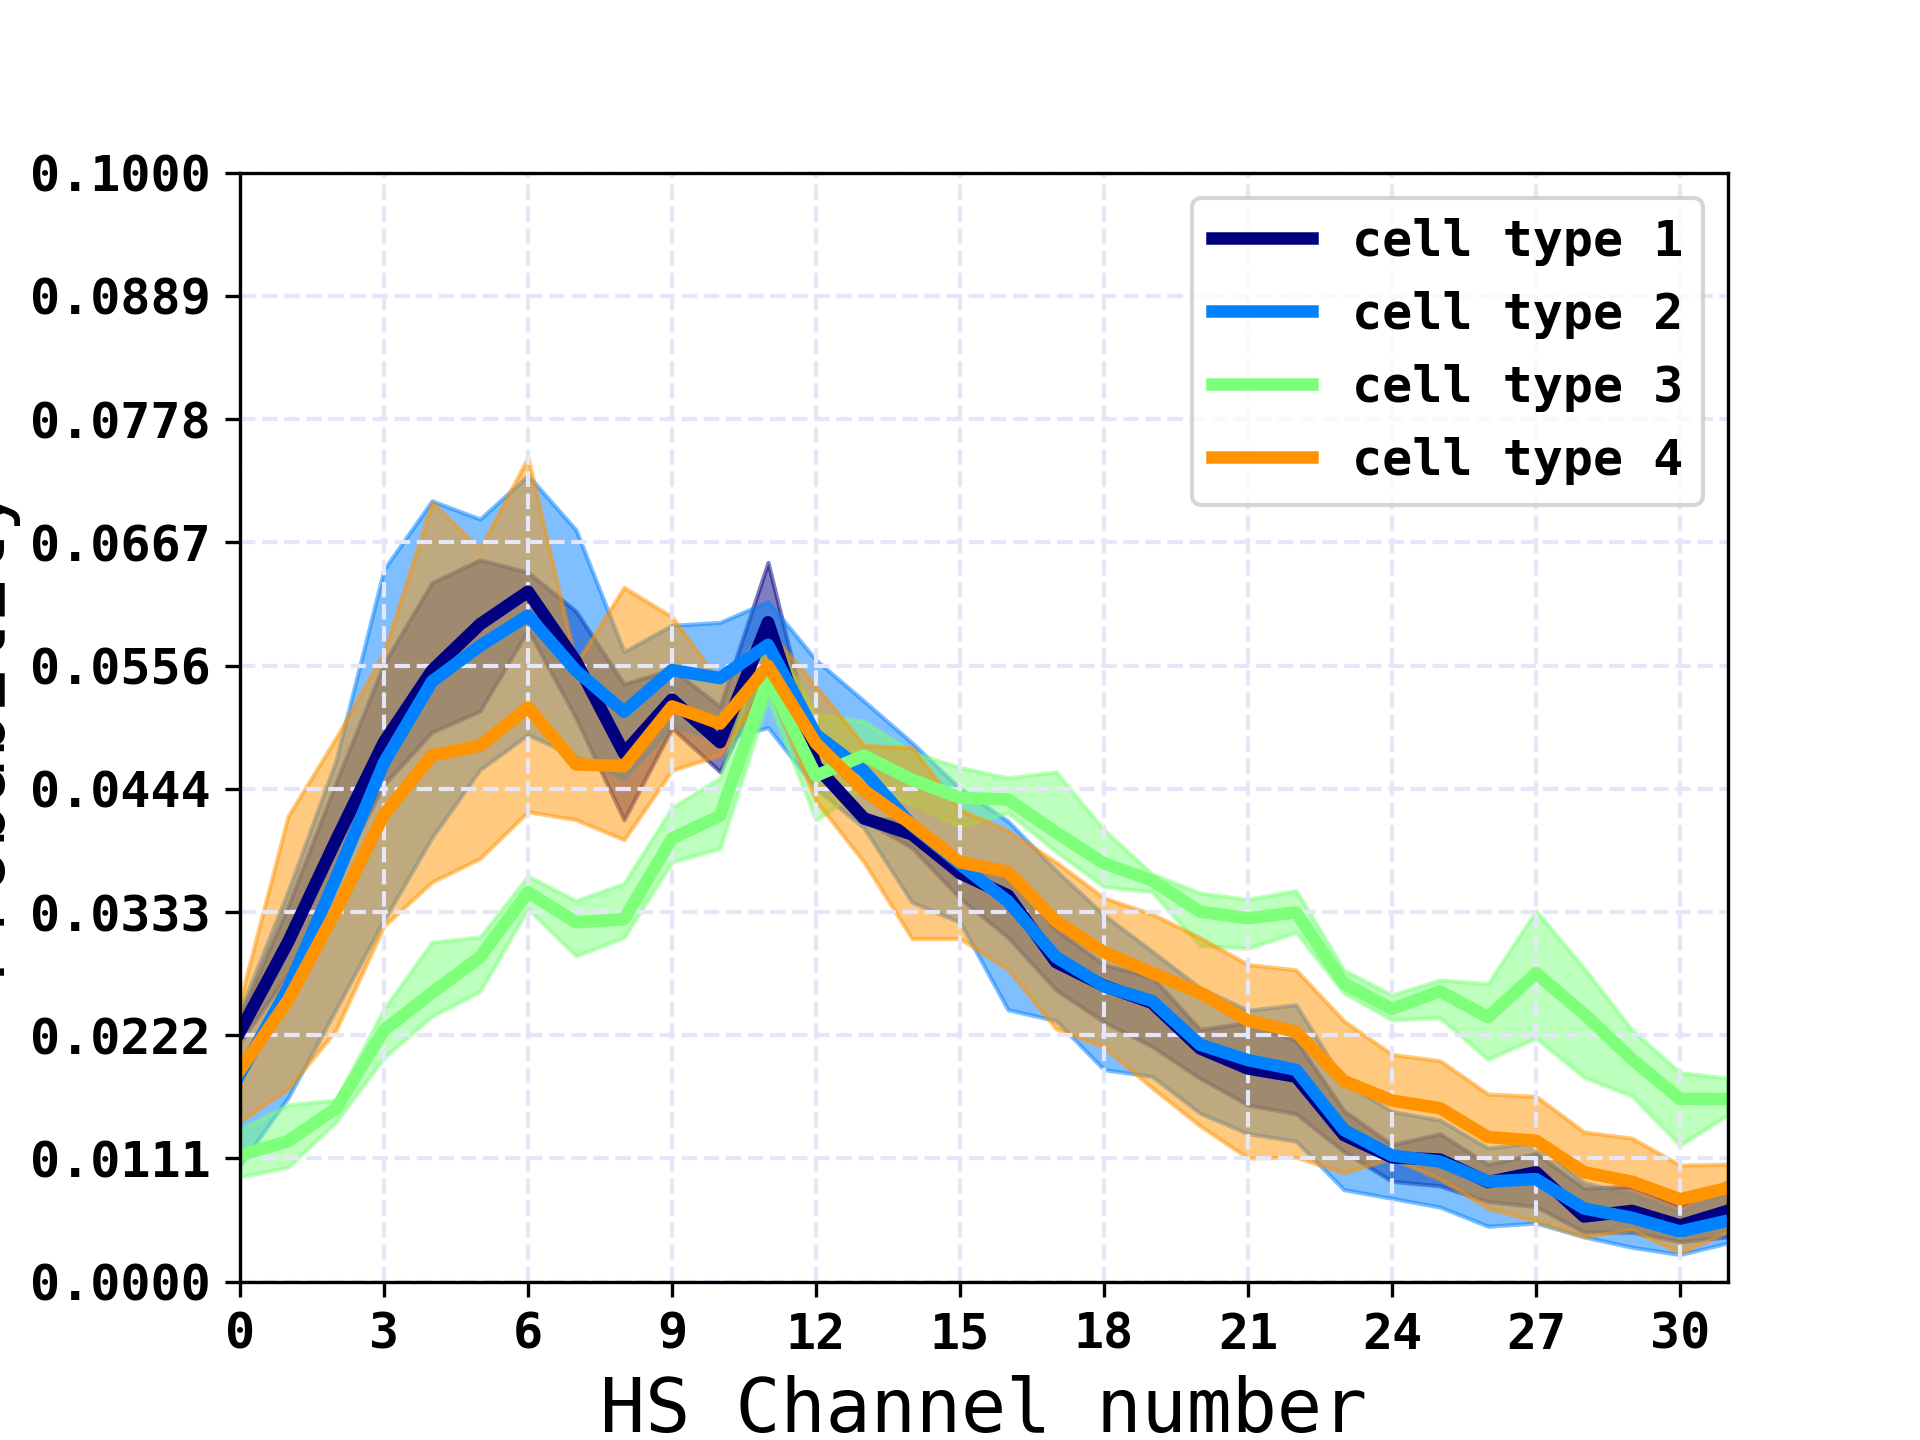 0.1000
0.0889
0.0778
0.0667
0.0556
0.0444
0.0333
0.0222
0.0111
0.0000
0 3 6 9 12 15 18 21 24 27 30
HS Channel number
cell type 1
cell type 2
cell type 3
cell type 4